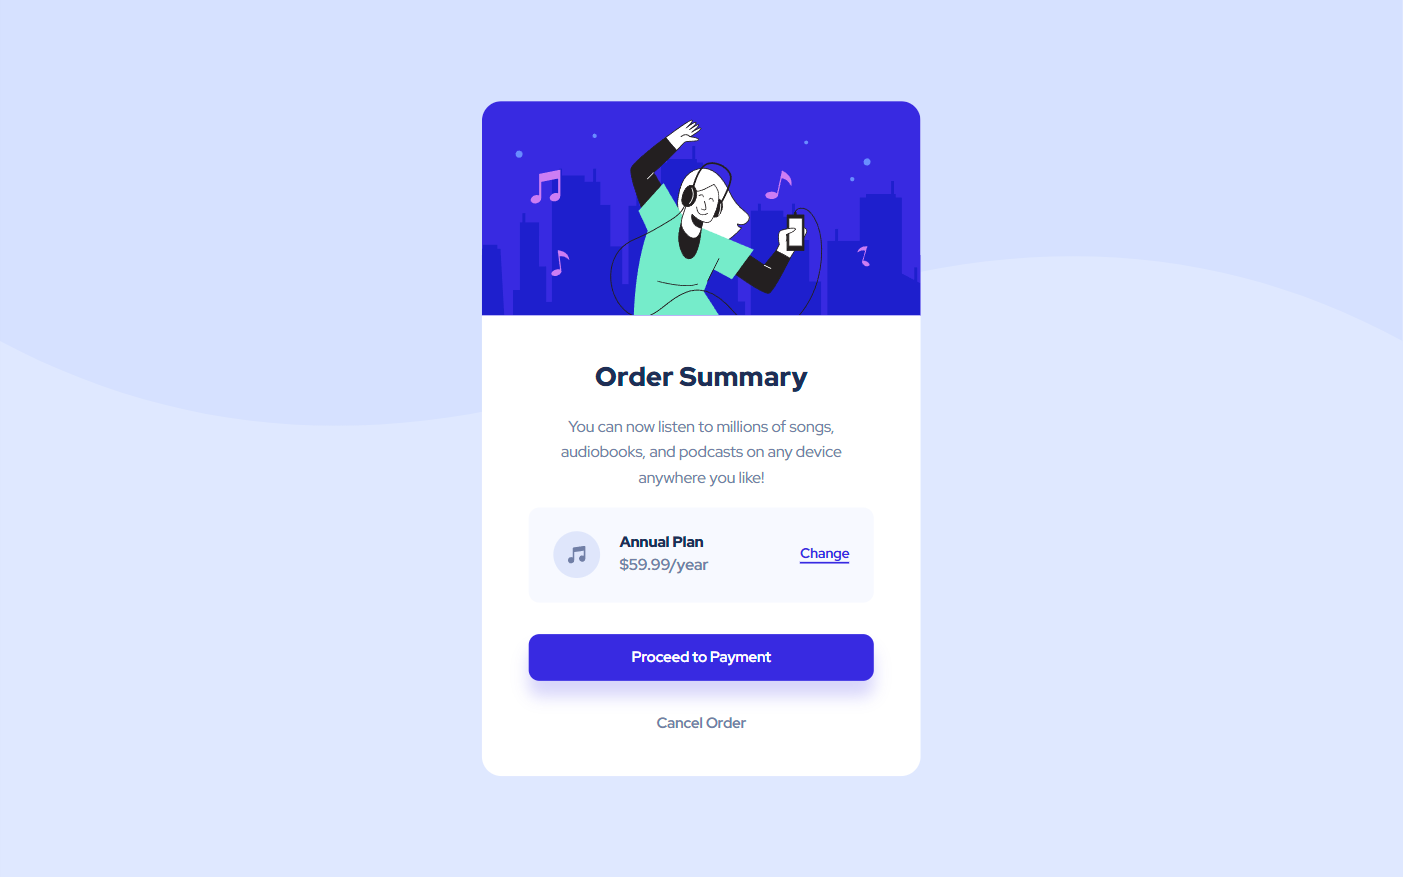 Order Summary
You can now listen to millions of songs,
audiobooks, and podcasts on any device
anywhere you like!
Annual Plan
$59.99/year
Change
Proceed to Payment
Cancel Order